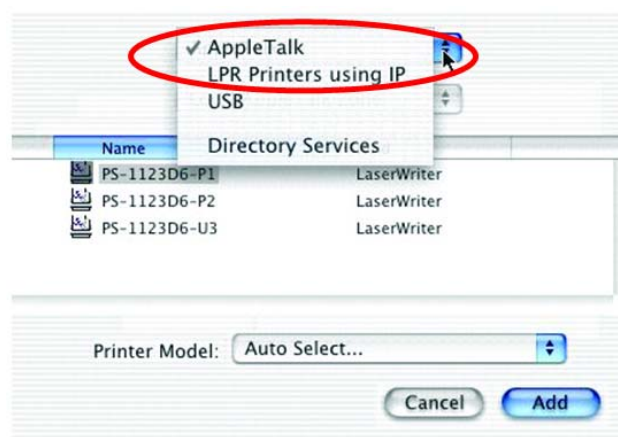 ✓ AppleTalk
LPR Printers using IP
USB
Directory Services
Name
PS-1123D6-P1 LaserWriter
PS-1123D6-P2 LaserWriter
PS-1123D6-U3 LaserWriter
Printer Model: Auto Select...
Cancel Add